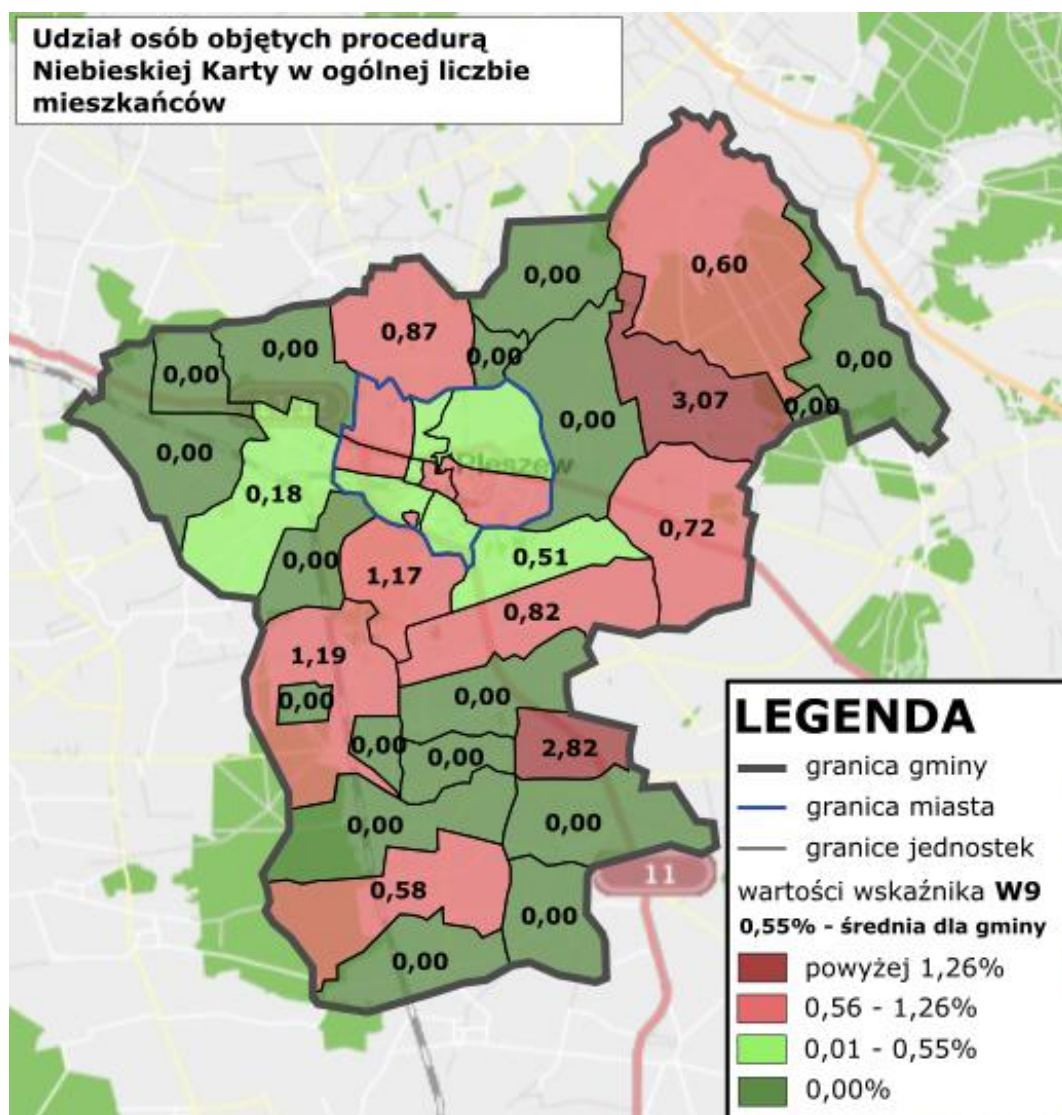 Udział osób objętych procedurą
Niebieskiej Karty w ogólnej liczbie
mieszkańców
0,60
0,00
0,87
0,00
0,00
0,00
0,00
0,00
3,07
0,00
0,00
0,00
Pleszew
0,18
0,72
0,51
0,00
1,17
0,82
1,19
0,00
0,00
0,00
0,00
2,82
0,00
0,00
0,58
0,00
0,00
11
LEGENDA
granica gminy
granica miasta
granice jednostek
wartości wskaźnika W9
0,55% - średnia dla gminy
powyżej 1,26%
0,56 - 1,26%
0,01 - 0,55%
0,00%